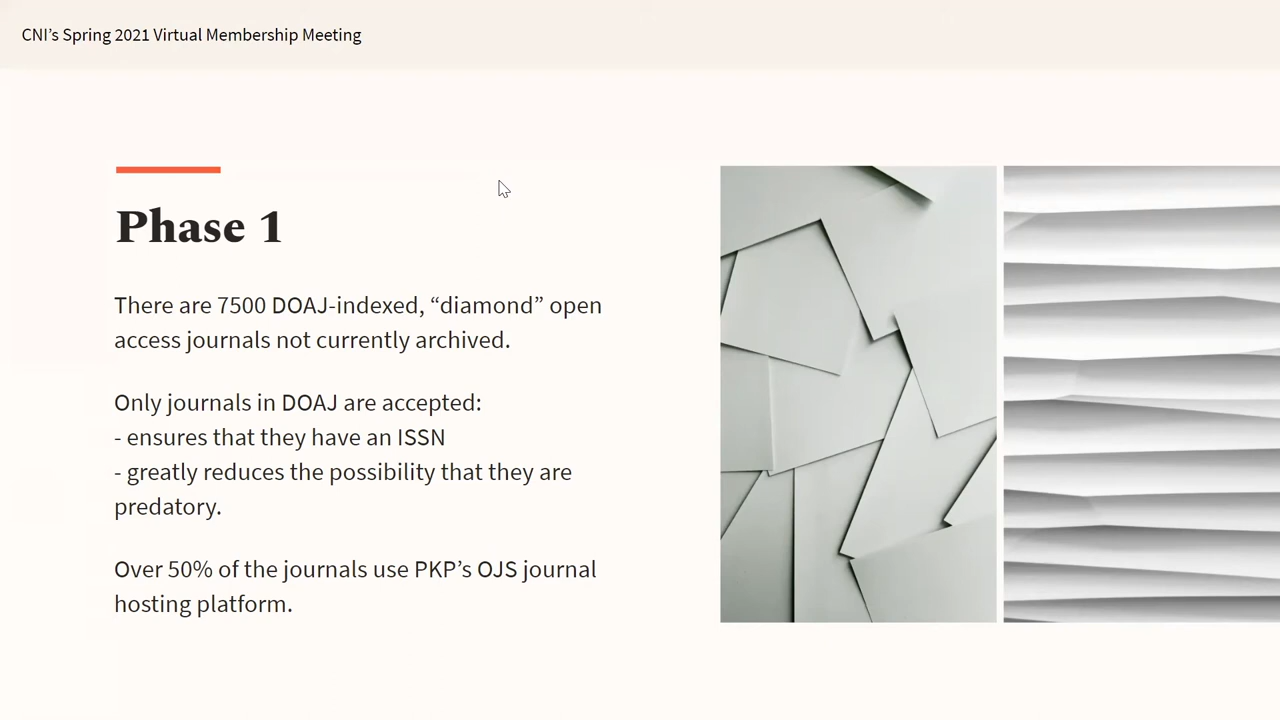 CNI’s Spring 2021 Virtual Membership Meeting
Phase 1
There are 7500 DOAJ-indexed, “diamond” open
access journals not currently archived.
Only journals in DOAJ are accepted:
- ensures that they have an ISSN
- greatly reduces the possibility that they are
predatory.
Over 50% of the journals use PKP’s OJS journal
hosting platform.